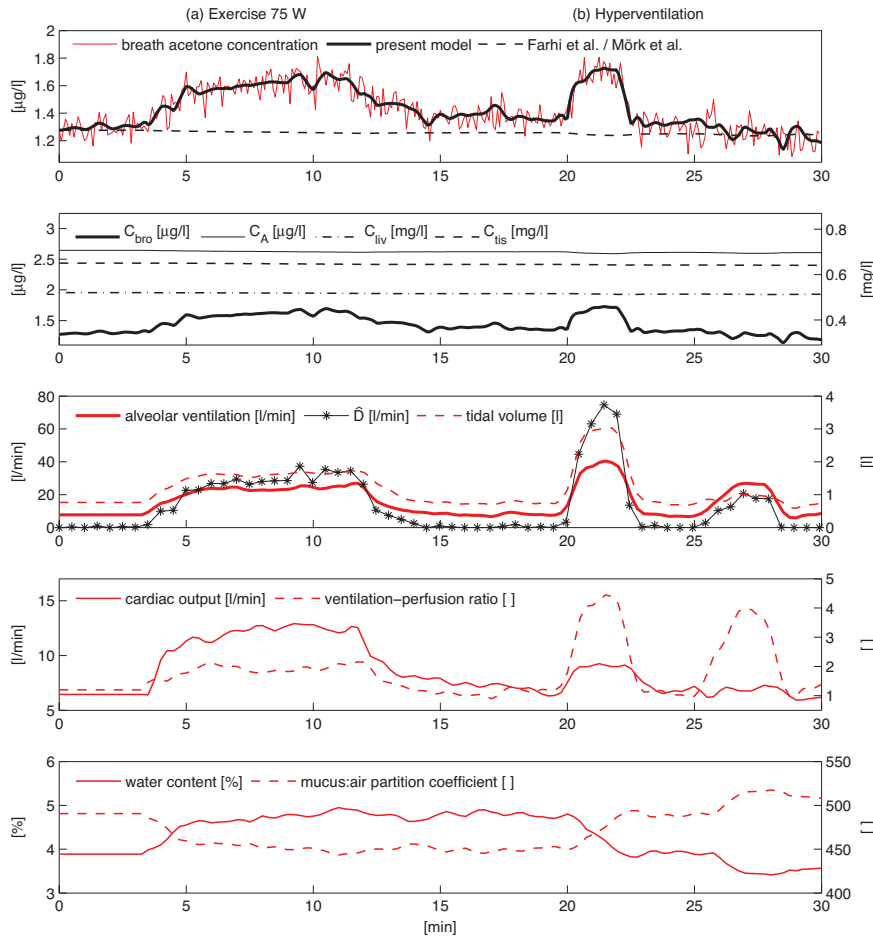 (a) Exercise 75 W
(b) Hyperventilation
breath acetone concentration
present model
Farhi et al. / Mörk et al.
[μg/l]
2
1.8
1.6
1.4
1.2
0 5 10 15 20 25 30
C_bro [μg/l]
C_A [μg/l]
C_liv [mg/l]
C_tis [mg/l]
[μg/l]
3
2.5
2
1.5
0.8
0.6
0.4
[mg/l]
0 5 10 15 20 25 30
alveolar ventilation [l/min]
D̂ [l/min]
tidal volume [l]
[l/min]
80
60
40
20
0
4
3
2
1
0
[l]
0 5 10 15 20 25 30
cardiac output [l/min]
ventilation–perfusion ratio [ ]
[l/min]
15
10
5
5
4
3
2
1
[ ]
0 5 10 15 20 25 30
water content [%]
mucus:air partition coefficient [ ]
[%]
6
5
4
3
550
500
450
400
[ ]
0 5 10 15 20 25 30
[min]